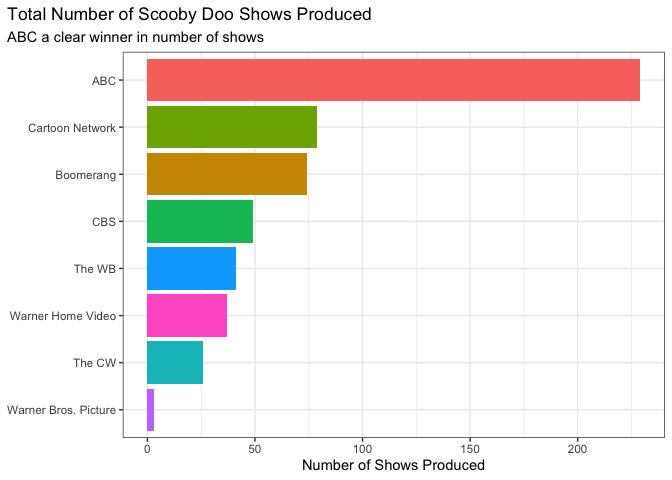 Total Number of Scooby Doo Shows Produced
ABC a clear winner in number of shows
ABC
Cartoon Network
Boomerang
CBS
The WB
Warner Home Video
The CW
Warner Bros. Picture
0 50 100 150 200
Number of Shows Produced